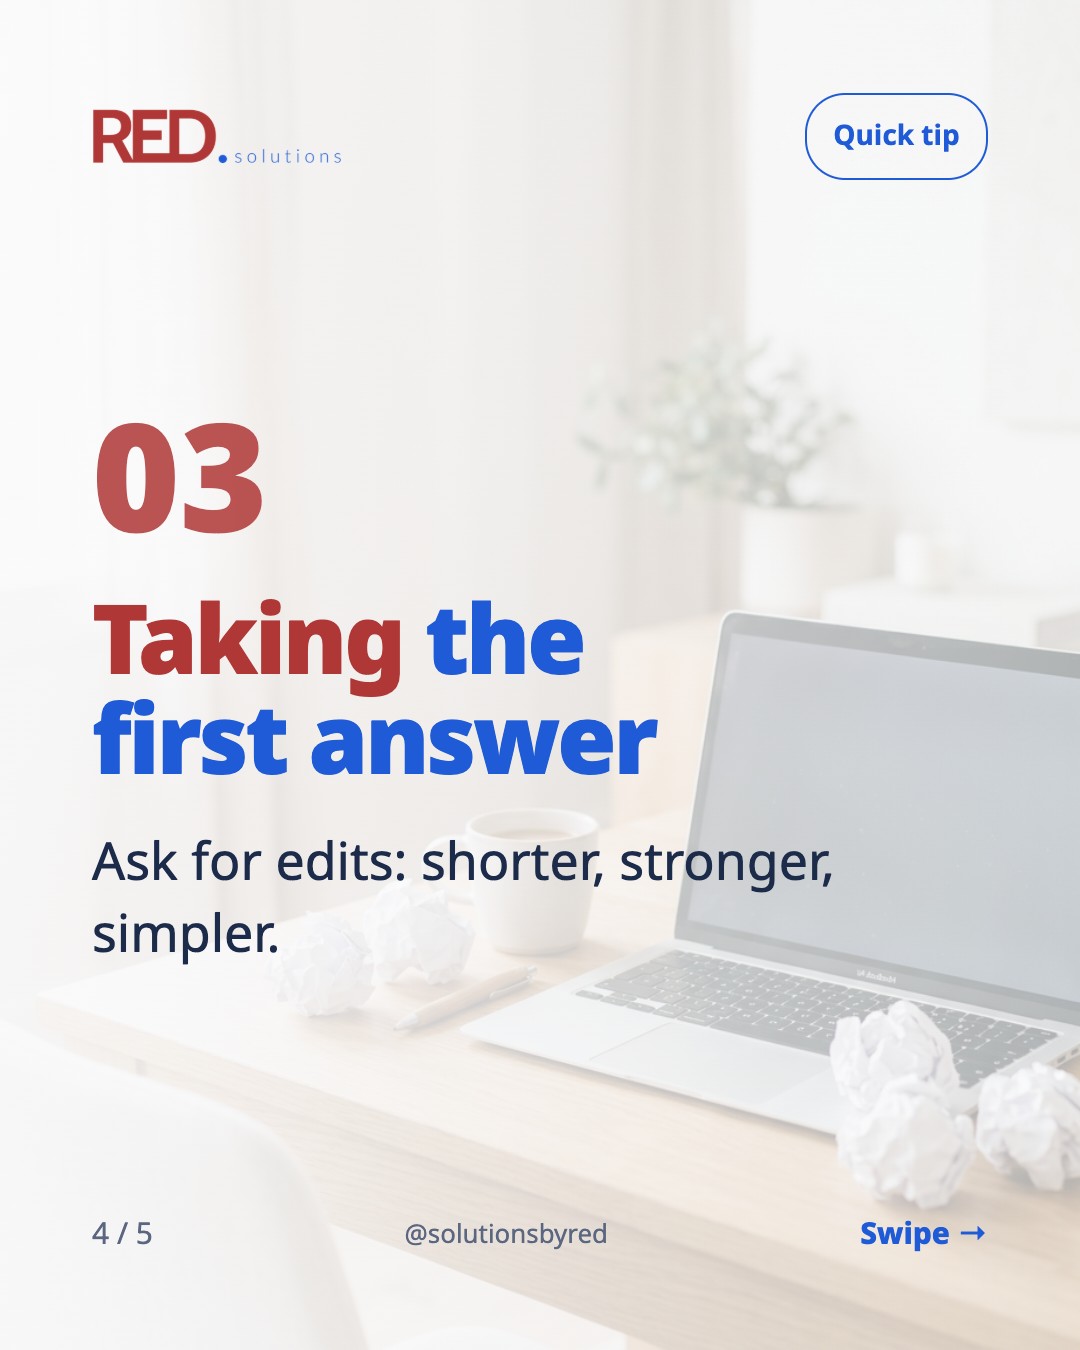 RED.solutions
Quick tip
03
Taking the
first answer
Ask for edits: shorter, stronger,
simpler.
4 / 5
@solutionsbyred
Swipe →